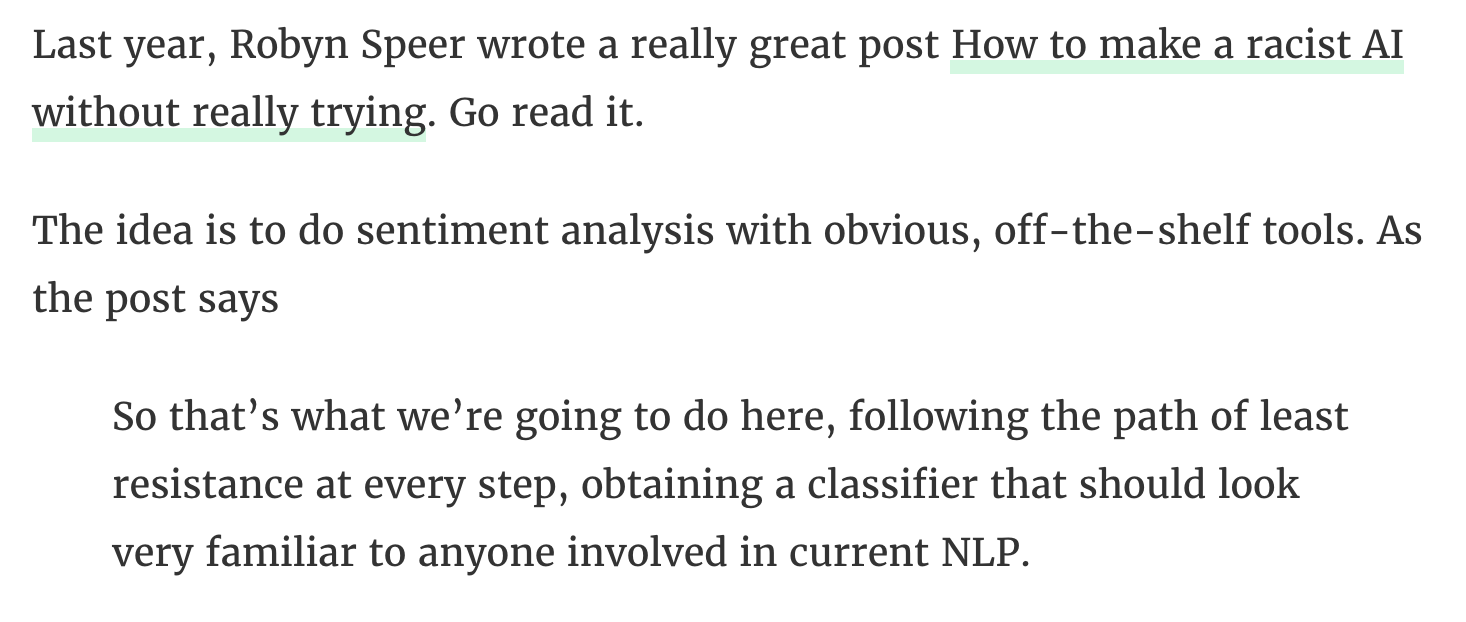 Last year, Robyn Speer wrote a really great post How to make a racist AI
without really trying. Go read it.
The idea is to do sentiment analysis with obvious, off-the-shelf tools. As
the post says
So that’s what we’re going to do here, following the path of least
resistance at every step, obtaining a classifier that should look
very familiar to anyone involved in current NLP.